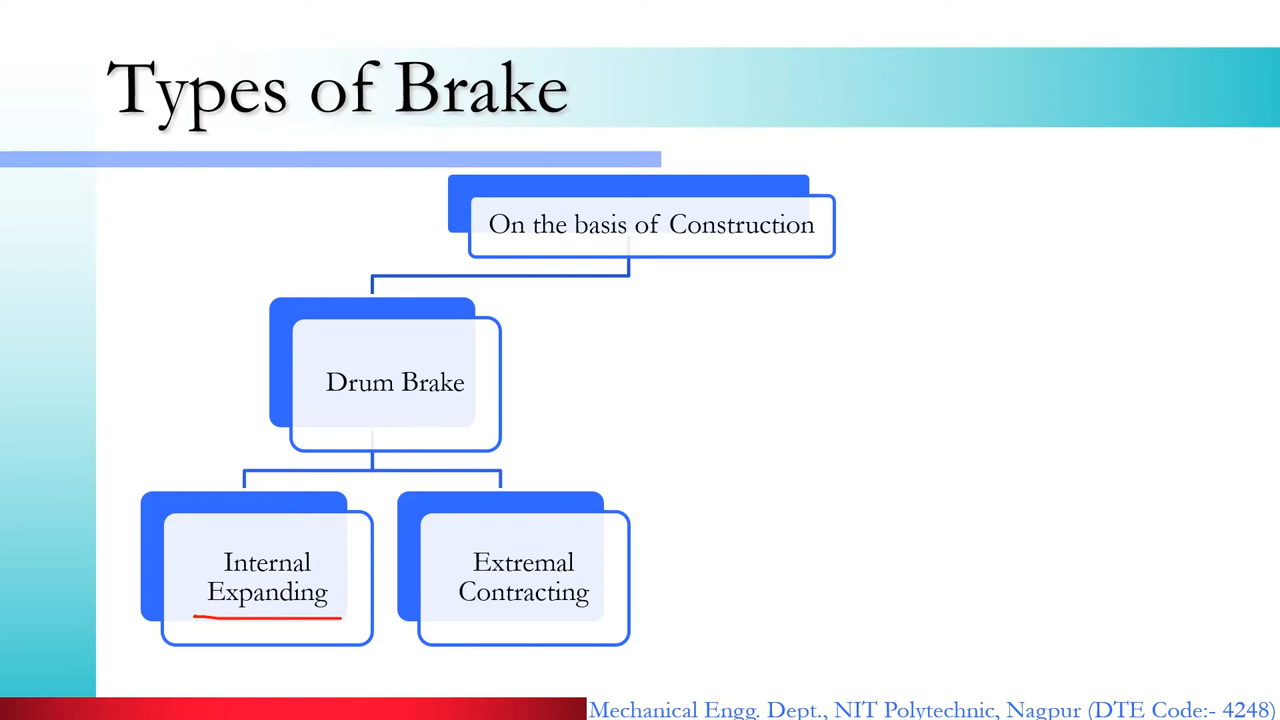 Types of Brake
On the basis of Construction
Drum Brake
Internal
Expanding
Extremal
Contracting
Mechanical Engg. Dept., NIT Polytechnic, Nagpur (DTE Code:- 4248)